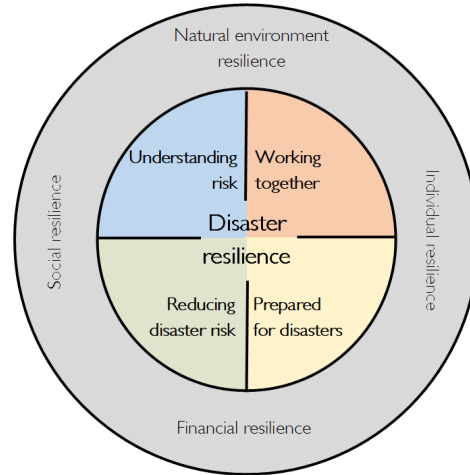 Natural environment
resilience
Understanding
risk
Working
together
Social resilience
Individual resilience
Disaster
resilience
Reducing
disaster risk
Prepared
for disasters
Financial resilience